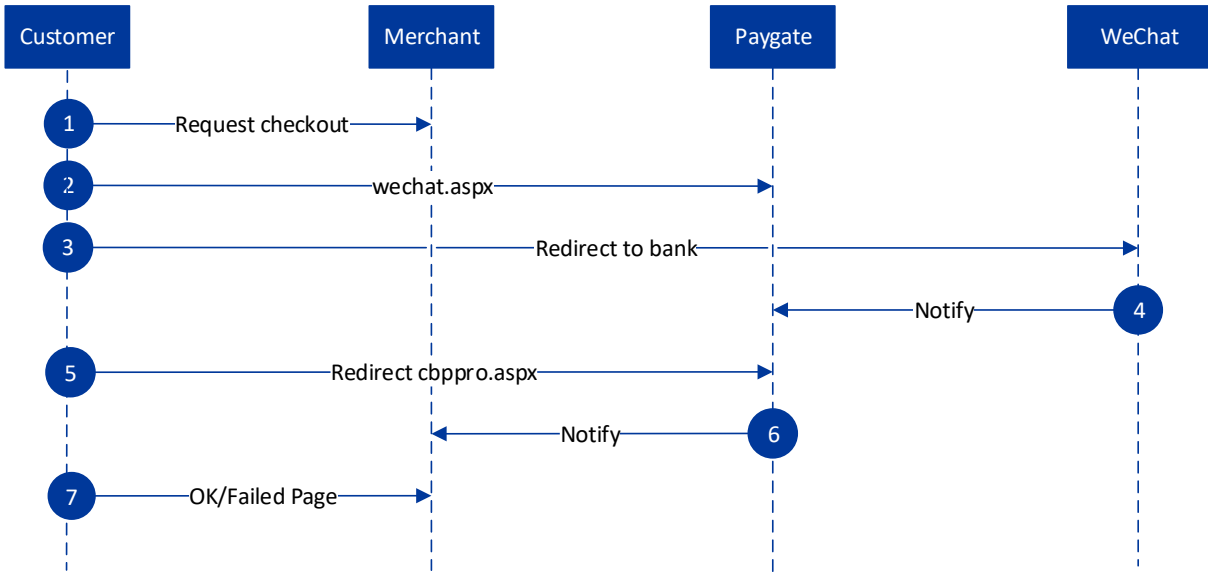 Customer
Merchant
Paygate
WeChat
1
Request checkout
2
wechat.aspx
3
Redirect to bank
Notify
4
5
Redirect cbppro.aspx
Notify
6
7
OK/Failed Page